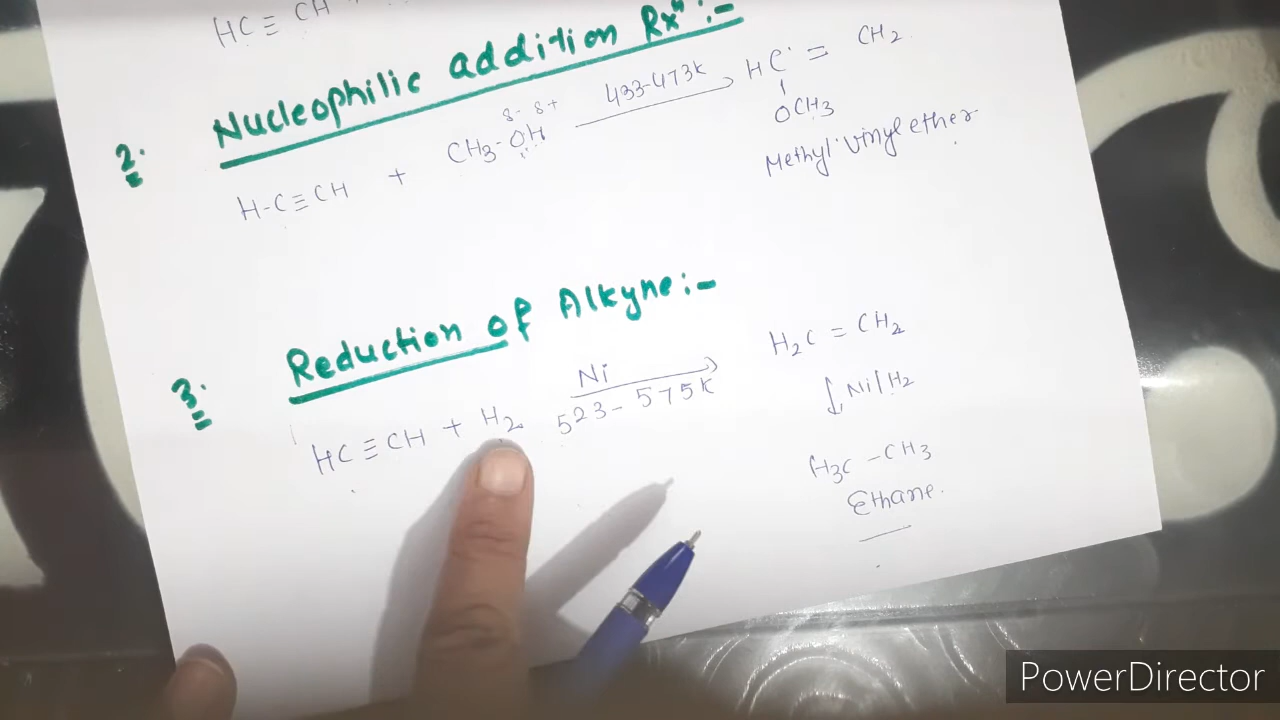 HC ≡ CH
2. Nucleophilic addition Rxⁿ :-
H-C≡CH + CH3-OH 433-473K HC = CH2
δ- δ+
OCH3
Methyl vinyl ether
3. Reduction of Alkyne:-
HC ≡ CH + H2 Ni 523-575K H2C = CH2
↓ Ni/H2
H3C - CH3
Ethane.
PowerDirector